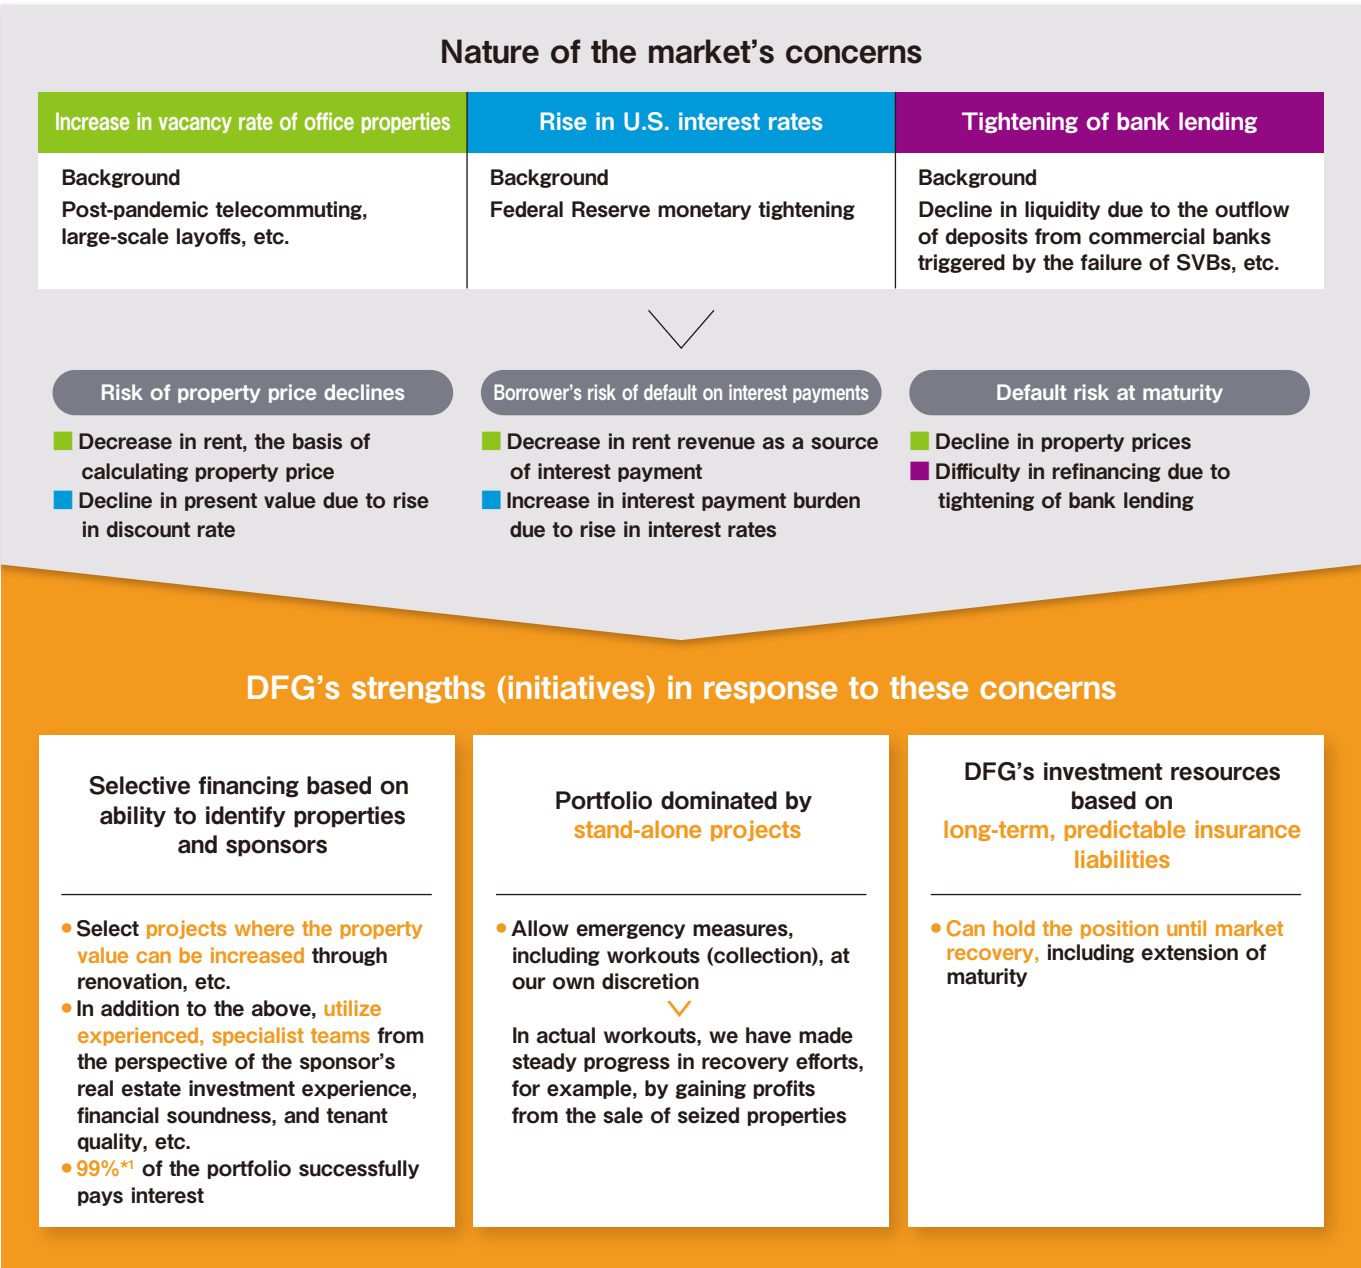 Nature of the market's concerns
Increase in vacancy rate of office properties
Background
Post-pandemic telecommuting,
large-scale layoffs, etc.
Rise in U.S. interest rates
Background
Federal Reserve monetary tightening
Tightening of bank lending
Background
Decline in liquidity due to the outflow
of deposits from commercial banks
triggered by the failure of SVBs, etc.
Risk of property price declines
Decrease in rent, the basis of
calculating property price
Decline in present value due to rise
in discount rate
Borrower's risk of default on interest payments
Decrease in rent revenue as a source
of interest payment
Increase in interest payment burden
due to rise in interest rates
Default risk at maturity
Decline in property prices
Difficulty in refinancing due to
tightening of bank lending
DFG's strengths (initiatives) in response to these concerns
Selective financing based on
ability to identify properties
and sponsors
• Select projects where the property
value can be increased through
renovation, etc.
• In addition to the above, utilize
experienced, specialist teams from
the perspective of the sponsor's
real estate investment experience,
financial soundness, and tenant
quality, etc.
• 99%*1 of the portfolio successfully
pays interest
Portfolio dominated by
stand-alone projects
• Allow emergency measures,
including workouts (collection), at
our own discretion
In actual workouts, we have made
steady progress in recovery efforts,
for example, by gaining profits
from the sale of seized properties
DFG's investment resources
based on
long-term, predictable insurance
liabilities
• Can hold the position until market
recovery, including extension of
maturity